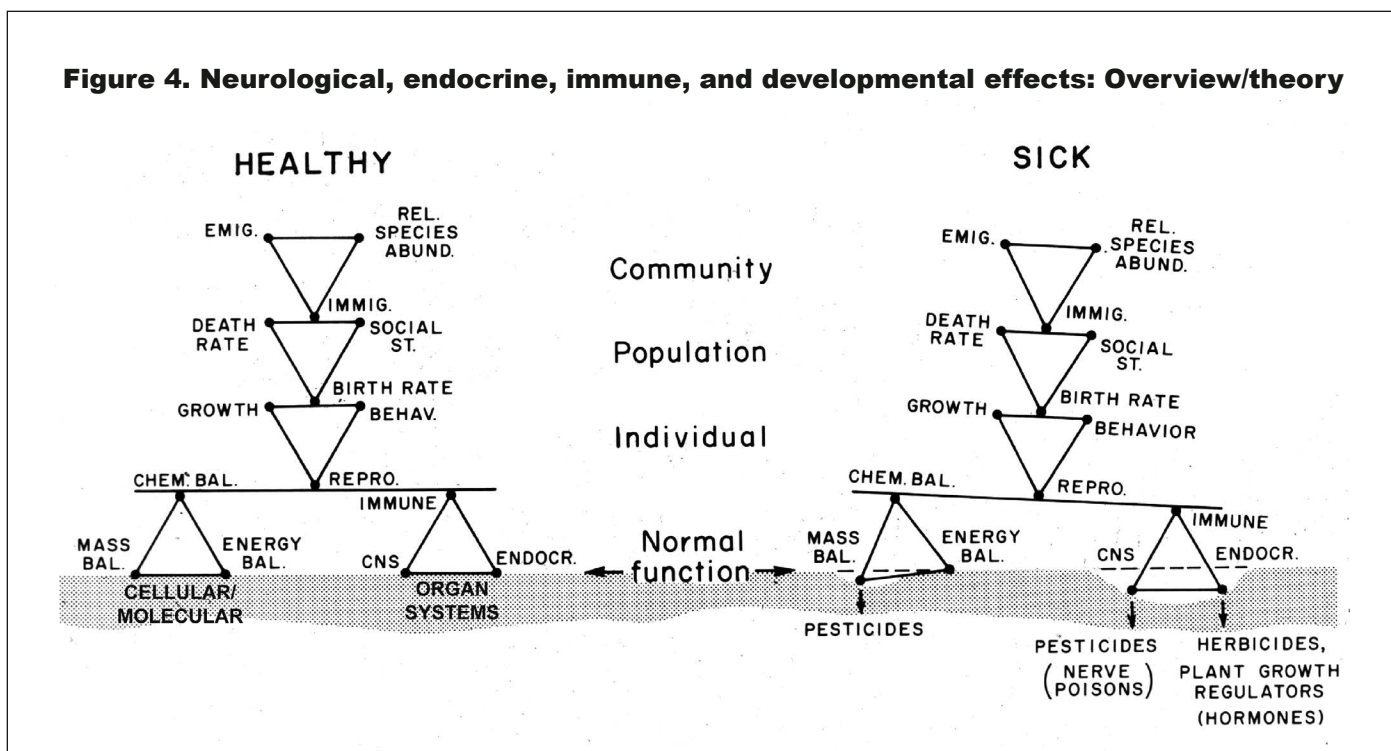 Figure 4. Neurological, endocrine, immune, and developmental effects: Overview/theory
HEALTHY
EMIG.
REL.
SPECIES
ABUND.
IMMIG.
DEATH
RATE
SOCIAL
ST.
BIRTH RATE
GROWTH
BEHAV.
CHEM. BAL.
REPRO.
IMMUNE
MASS
BAL.
ENERGY
BAL.
CNS
ENDOCR.
CELLULAR/
MOLECULAR
ORGAN
SYSTEMS
Community
Population
Individual
Normal
function
SICK
EMIG.
REL.
SPECIES
ABUND.
IMMIG.
DEATH
RATE
SOCIAL
ST.
BIRTH RATE
GROWTH
BEHAVIOR
CHEM. BAL.
REPRO.
IMMUNE
MASS
BAL.
ENERGY
BAL.
CNS
ENDOCR.
PESTICIDES
PESTICIDES
(NERVE
POISONS)
HERBICIDES,
PLANT GROWTH
REGULATORS
(HORMONES)